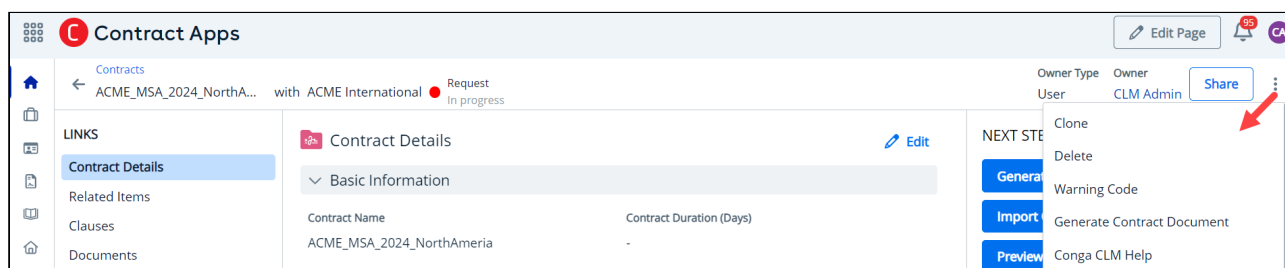 C Contract Apps
Edit Page
95
CA
Contracts
ACME_MSA_2024_NorthA... with ACME International
Request
In progress
Owner Type Owner
User CLM Admin
Share
LINKS
Contract Details
Related Items
Clauses
Documents
Contract Details
Edit
Basic Information
Contract Name Contract Duration (Days)
ACME_MSA_2024_NorthAmeria -
NEXT STE
Generat
Import
Preview
Clone
Delete
Warning Code
Generate Contract Document
Conga CLM Help